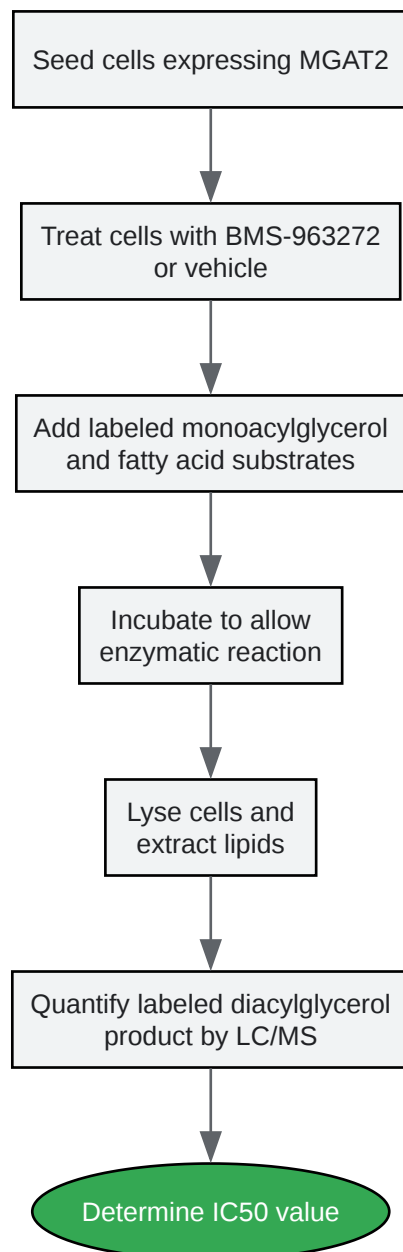 Seed cells expressing MGAT2
Treat cells with BMS-963272
or vehicle
Add labeled monoacylglycerol
and fatty acid substrates
Incubate to allow
enzymatic reaction
Lyse cells and
extract lipids
Quantify labeled diacylglycerol
product by LC/MS
Determine IC50 value